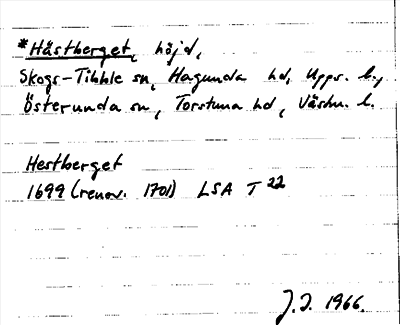 *Hästberget, höjd,
Skogs-Tibble sn, Hagunda hd, Upps. l.,
Österunda sn, Torstuna hd, Västm. l.
Hestberget
1699 (renov. 1701) LSA T 22
J.I. 1966.